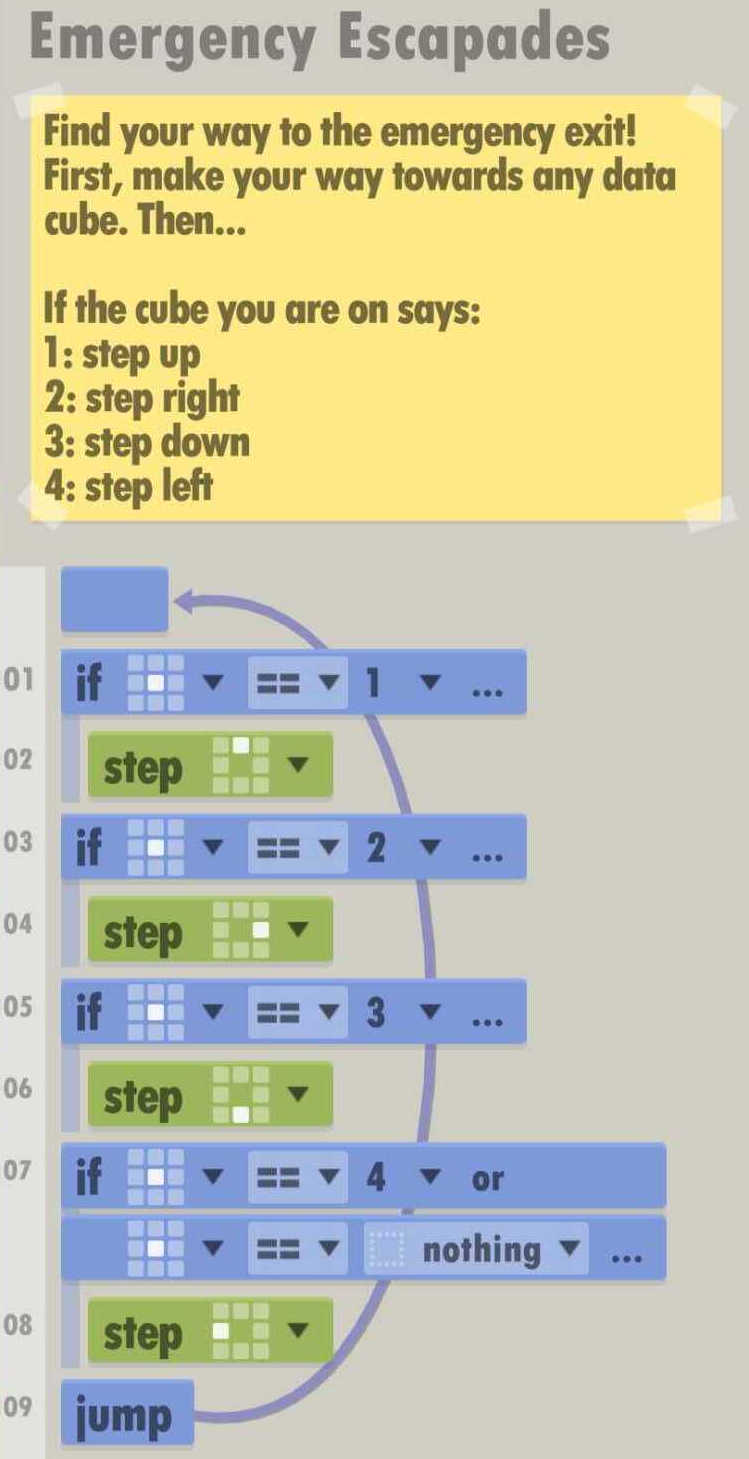 Emergency Escapades
Find your way to the emergency exit!
First, make your way towards any data
cube. Then...
If the cube you are on says:
1: step up
2: step right
3: step down
4: step left
01 if == 1 ...
02 step
03 if == 2 ...
04 step
05 if == 3 ...
06 step
07 if == 4 or
== nothing ...
08 step
09 jump